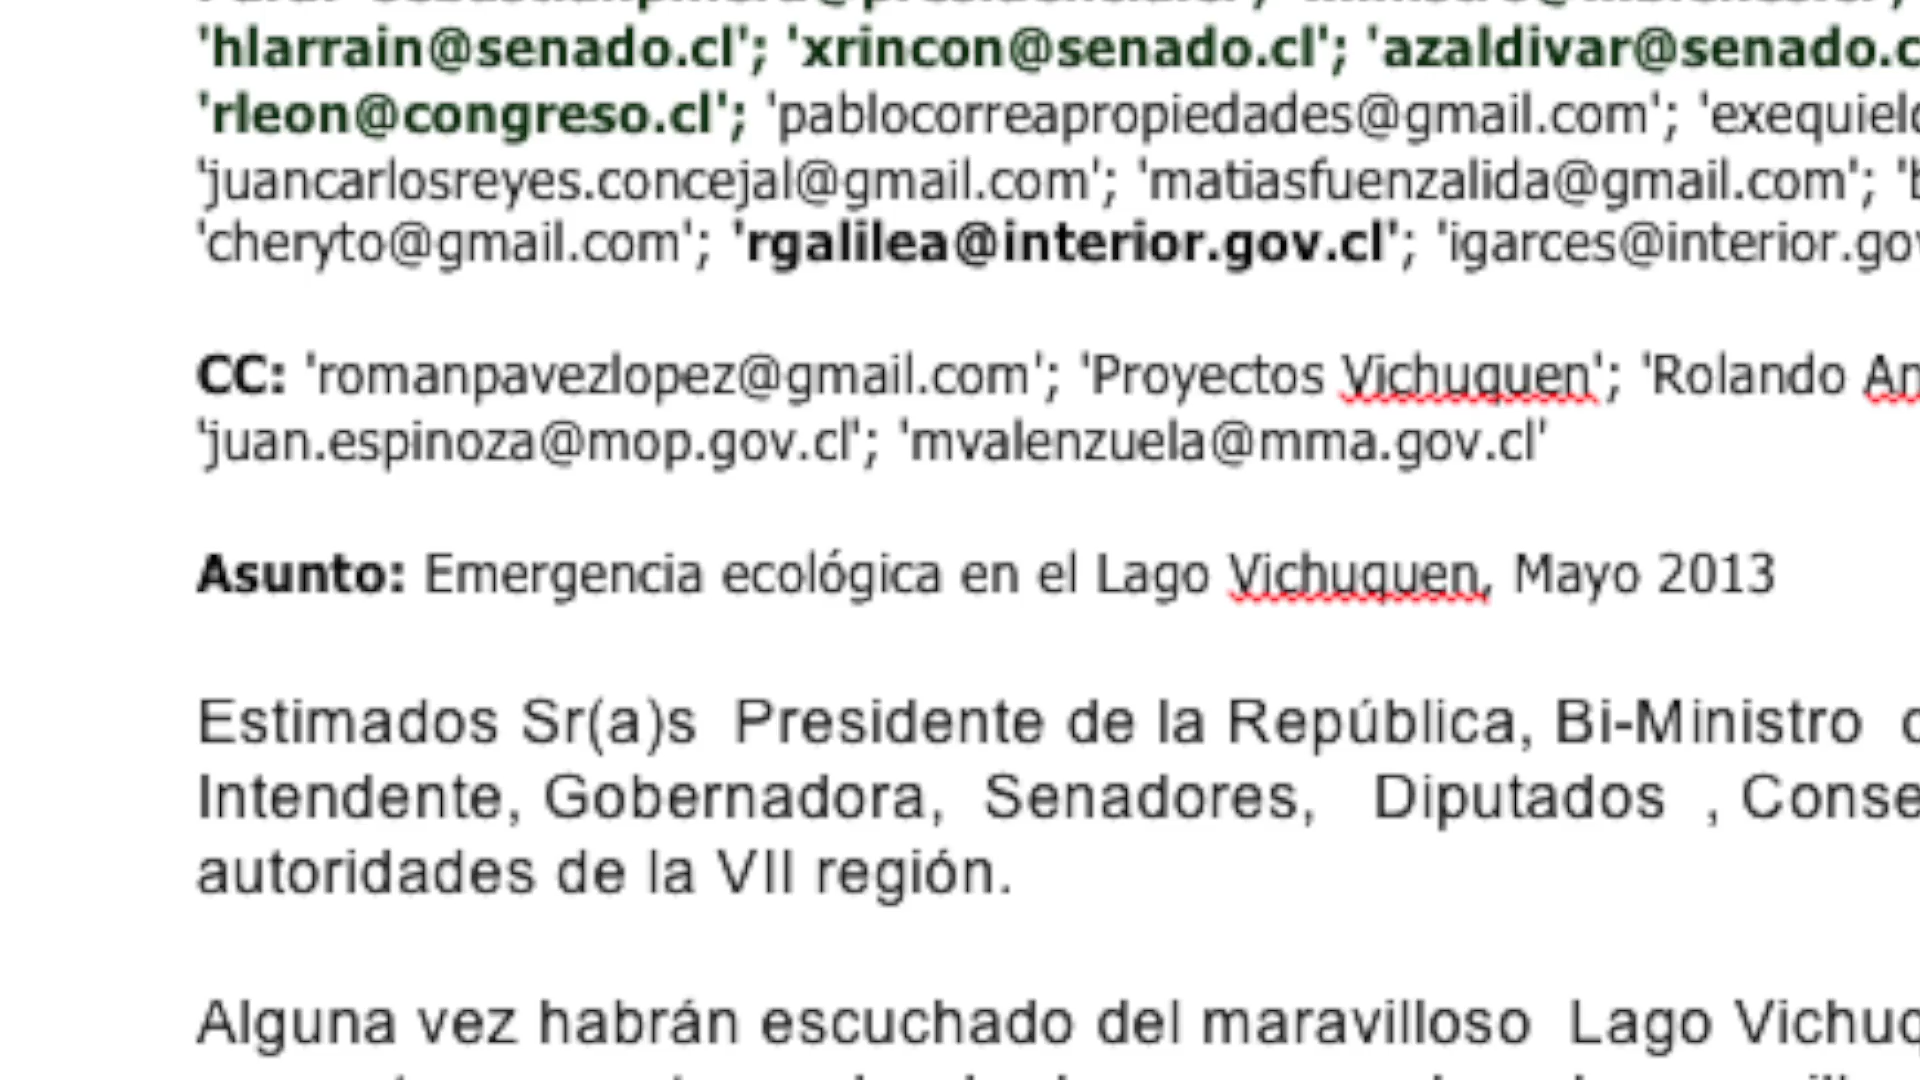 'hlarrain@senado.cl'; 'xrincon@senado.cl'; 'azaldivar@senado.c
'rleon@congreso.cl'; 'pablocorreapropiedades@gmail.com'; 'exequiel
'juancarlosreyes.concejal@gmail.com'; 'matiasfuenzalida@gmail.com'; 'b
'cheryto@gmail.com'; 'rgalilea@interior.gov.cl'; 'igarces@interior.gov
CC: 'romanpavezlopez@gmail.com'; 'Proyectos Vichuquen'; 'Rolando An
'juan.espinoza@mop.gov.cl'; 'mvalenzuela@mma.gov.cl'
Asunto: Emergencia ecológica en el Lago Vichuquen, Mayo 2013
Estimados Sr(a)s  Presidente de la República, Bi-Ministro
Intendente, Gobernadora,  Senadores,   Diputados  , Conse
autoridades de la VII región.
Alguna vez habrán escuchado del maravilloso  Lago Vichuq